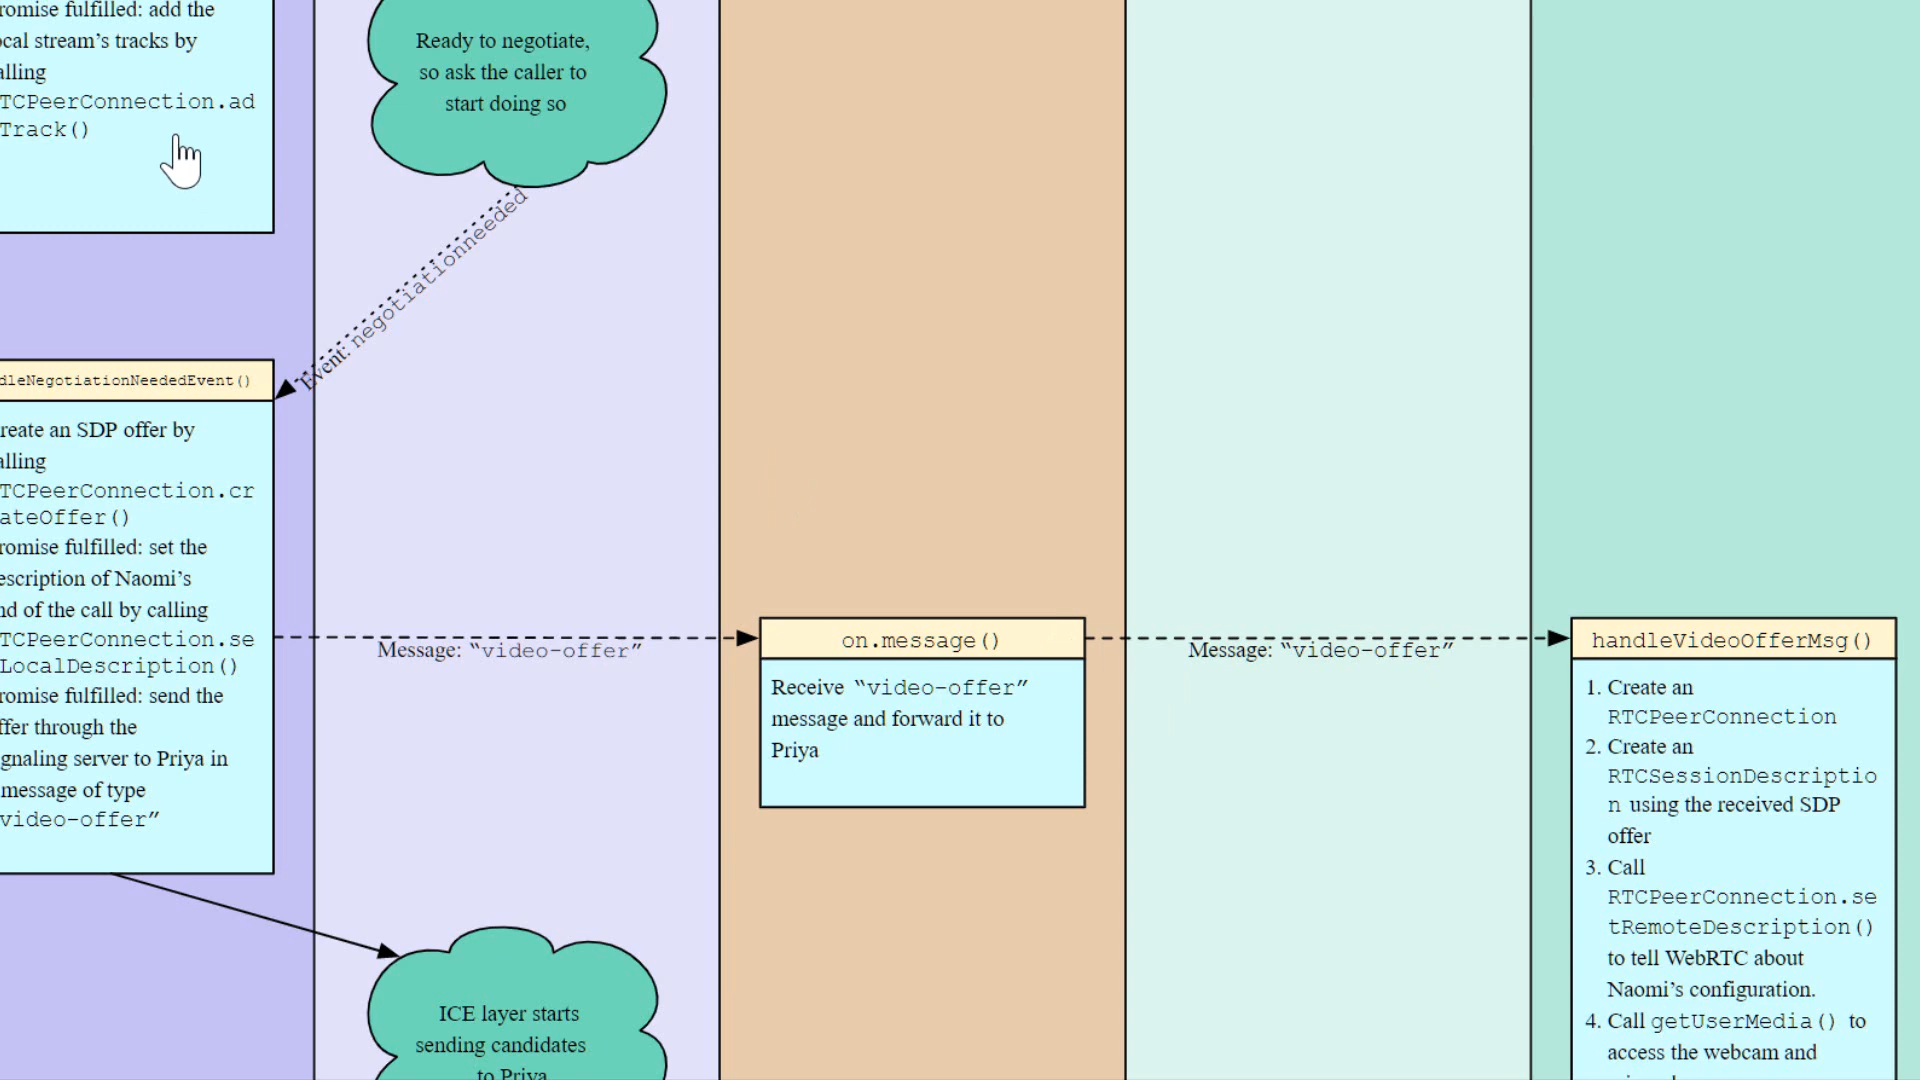 romise fulfilled: add the
ocal stream’s tracks by
alling
TCPeerConnection.ad
Track()
Ready to negotiate,
so ask the caller to
start doing so
Event: negotiationneeded
dleNegotiationNeededEvent()
reate an SDP offer by
alling
TCPeerConnection.cr
ateOffer()
romise fulfilled: set the
escription of Naomi’s
nd of the call by calling
TCPeerConnection.se
LocalDescription()
romise fulfilled: send the
ffer through the
gnaling server to Priya in
message of type
video-offer”
Message: “video-offer”
on.message()
Receive “video-offer”
message and forward it to
Priya
Message: “video-offer”
handleVideoOfferMsg()
1. Create an
RTCPeerConnection
2. Create an
RTCSessionDescriptio
n using the received SDP
offer
3. Call
RTCPeerConnection.se
tRemoteDescription()
to tell WebRTC about
Naomi’s configuration.
4. Call getUserMedia() to
access the webcam and
ICE layer starts
sending candidates
to Priya